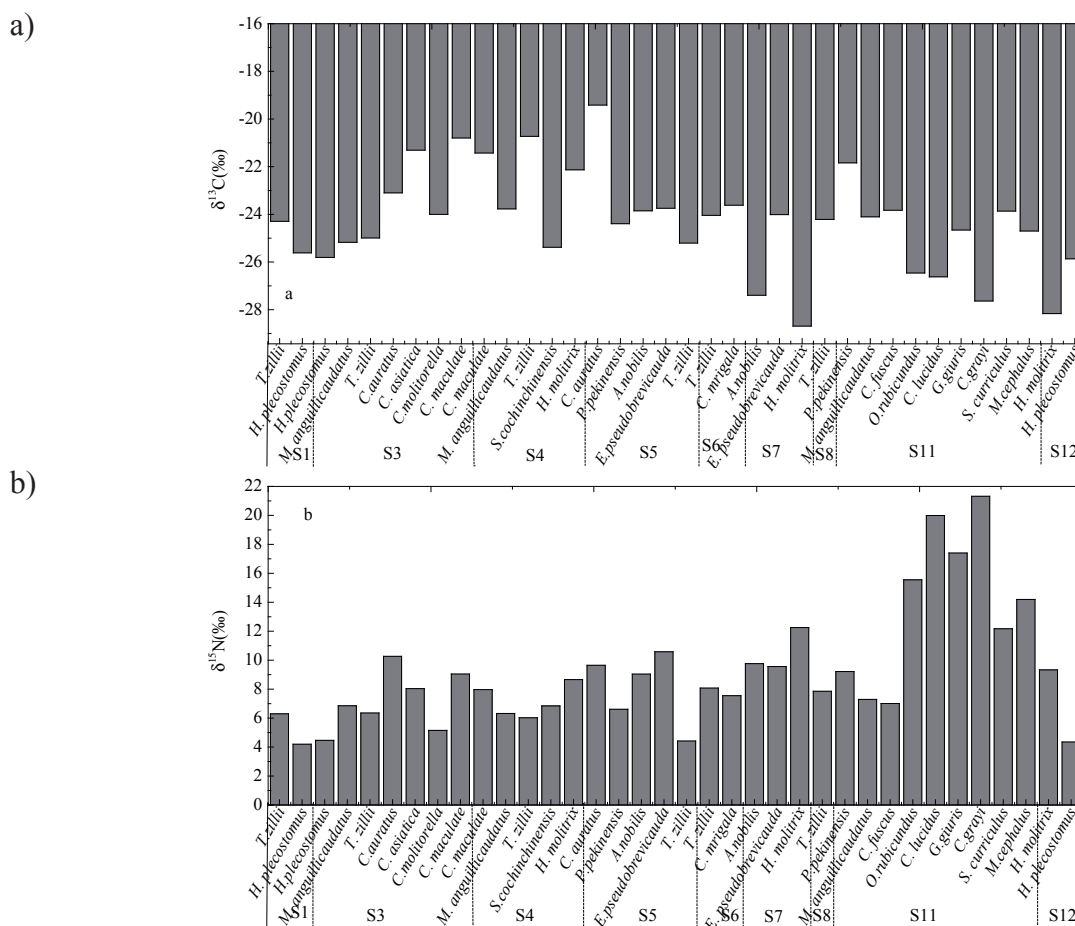 a)
-16
-18
-20
-22
-24
-26
-28
δ¹³C(‰)
a
T. zillii
H. plecostomus
H.plecostomus
M. anguillicaudatus
T. zillii
C.auratus
C. asiatica
C.molitorella
C. maculate
C. maculate
M. anguillicaudatus
T. zillii
S.cochinchinensis
H. molitrix
C. auratus
P.pekinensis
A.nobilis
E.pseudobrevicauda
T. zillii
T. zillii
C. mrigala
A.nobilis
E. pseudobrevicauda
H. molitrix
T. zillii
P.pekinensis
M.anguilicaudatus
C. fuscus
O.rubicundus
C. lucidus
G.giuris
C.grayi
S. curriculus
M.cephalus
H. molitrix
H. plecostomus
S1 S3 S4 S5 S6 S7 S8 S11 S12
b)
22
20
18
16
14
12
10
8
6
4
2
0
δ¹⁵N(‰)
b
T.zillii
H. plecostomus
H.plecostomus
M.anguillicaudatus
T. zillii
C.auratus
C. asiatica
C.molitorella
C. maculate
C. maculate
M. anguillicaudatus
T. zillii
S.cochinchinensis
H. molitrix
C. auratus
P.pekinensis
A.nobilis
E.pseudobrevicauda
T. zillii
T.zillii
C. mrigala
A.nobilis
E. pseudobrevicauda
H. molitrix
T. zillii
P.pekinensis
M.anguilicaudatus
C. fuscus
O.rubicundus
C. lucidus
G.giuris
C.grayi
S. curriculus
M.cephalus
H. molitrix
H. plecostomus
S1 S3 S4 S5 S6 S7 S8 S11 S12